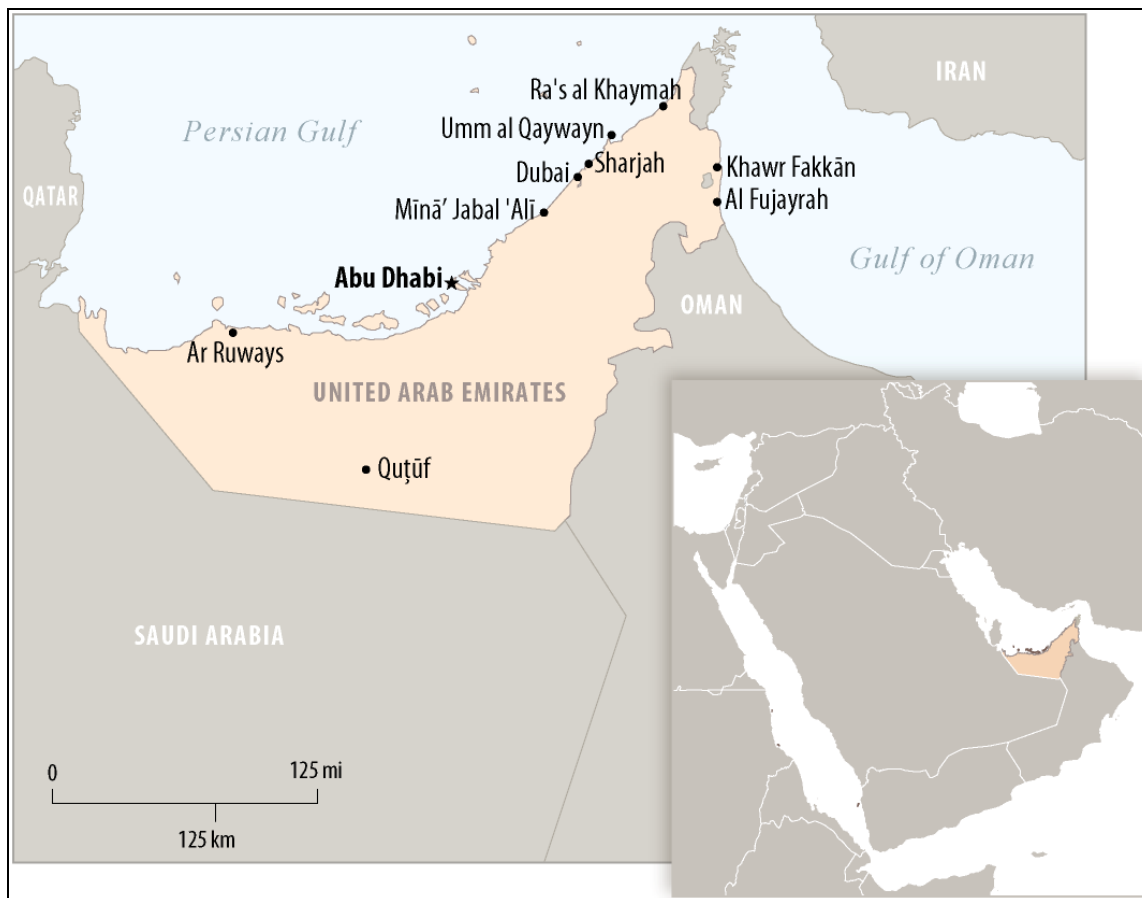 IRAN
Ra's al Khaymah
Persian Gulf
Umm al Qaywayn
Sharjah
Khawr Fakkān
Dubai
QATAR
Al Fujayrah
Mīnā’ Jabal 'Alī
Gulf of Oman
Abu Dhabi
OMAN
Ar Ruways
UNITED ARAB EMIRATES
Quṭūf
SAUDI ARABIA
0 125 mi
125 km